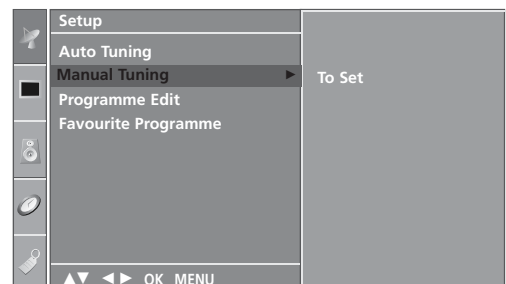 Setup
Auto Tuning
Manual Tuning ▶ To Set
Programme Edit
Favourite Programme
▲▼ ◀▶ OK MENU